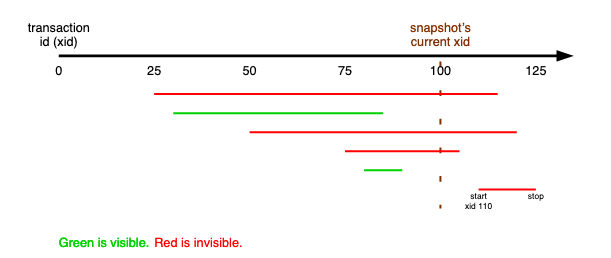 transaction
id (xid)
snapshot's
current xid
0 25 50 75 100 125
start
xid 110
stop
Green is visible. Red is invisible.